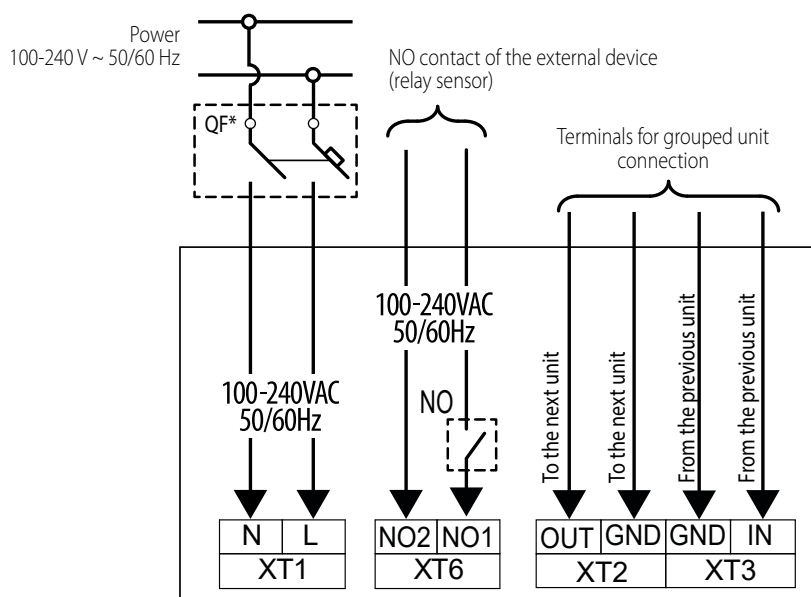 Power
100-240 V ~ 50/60 Hz
NO contact of the external device
(relay sensor)
QF*
Terminals for grouped unit
connection
100-240VAC
50/60Hz
100-240VAC
50/60Hz
NO
To the next unit
To the next unit
From the previous unit
From the previous unit
N L
XT1
NO2 NO1
XT6
OUT GND GND IN
XT2 XT3